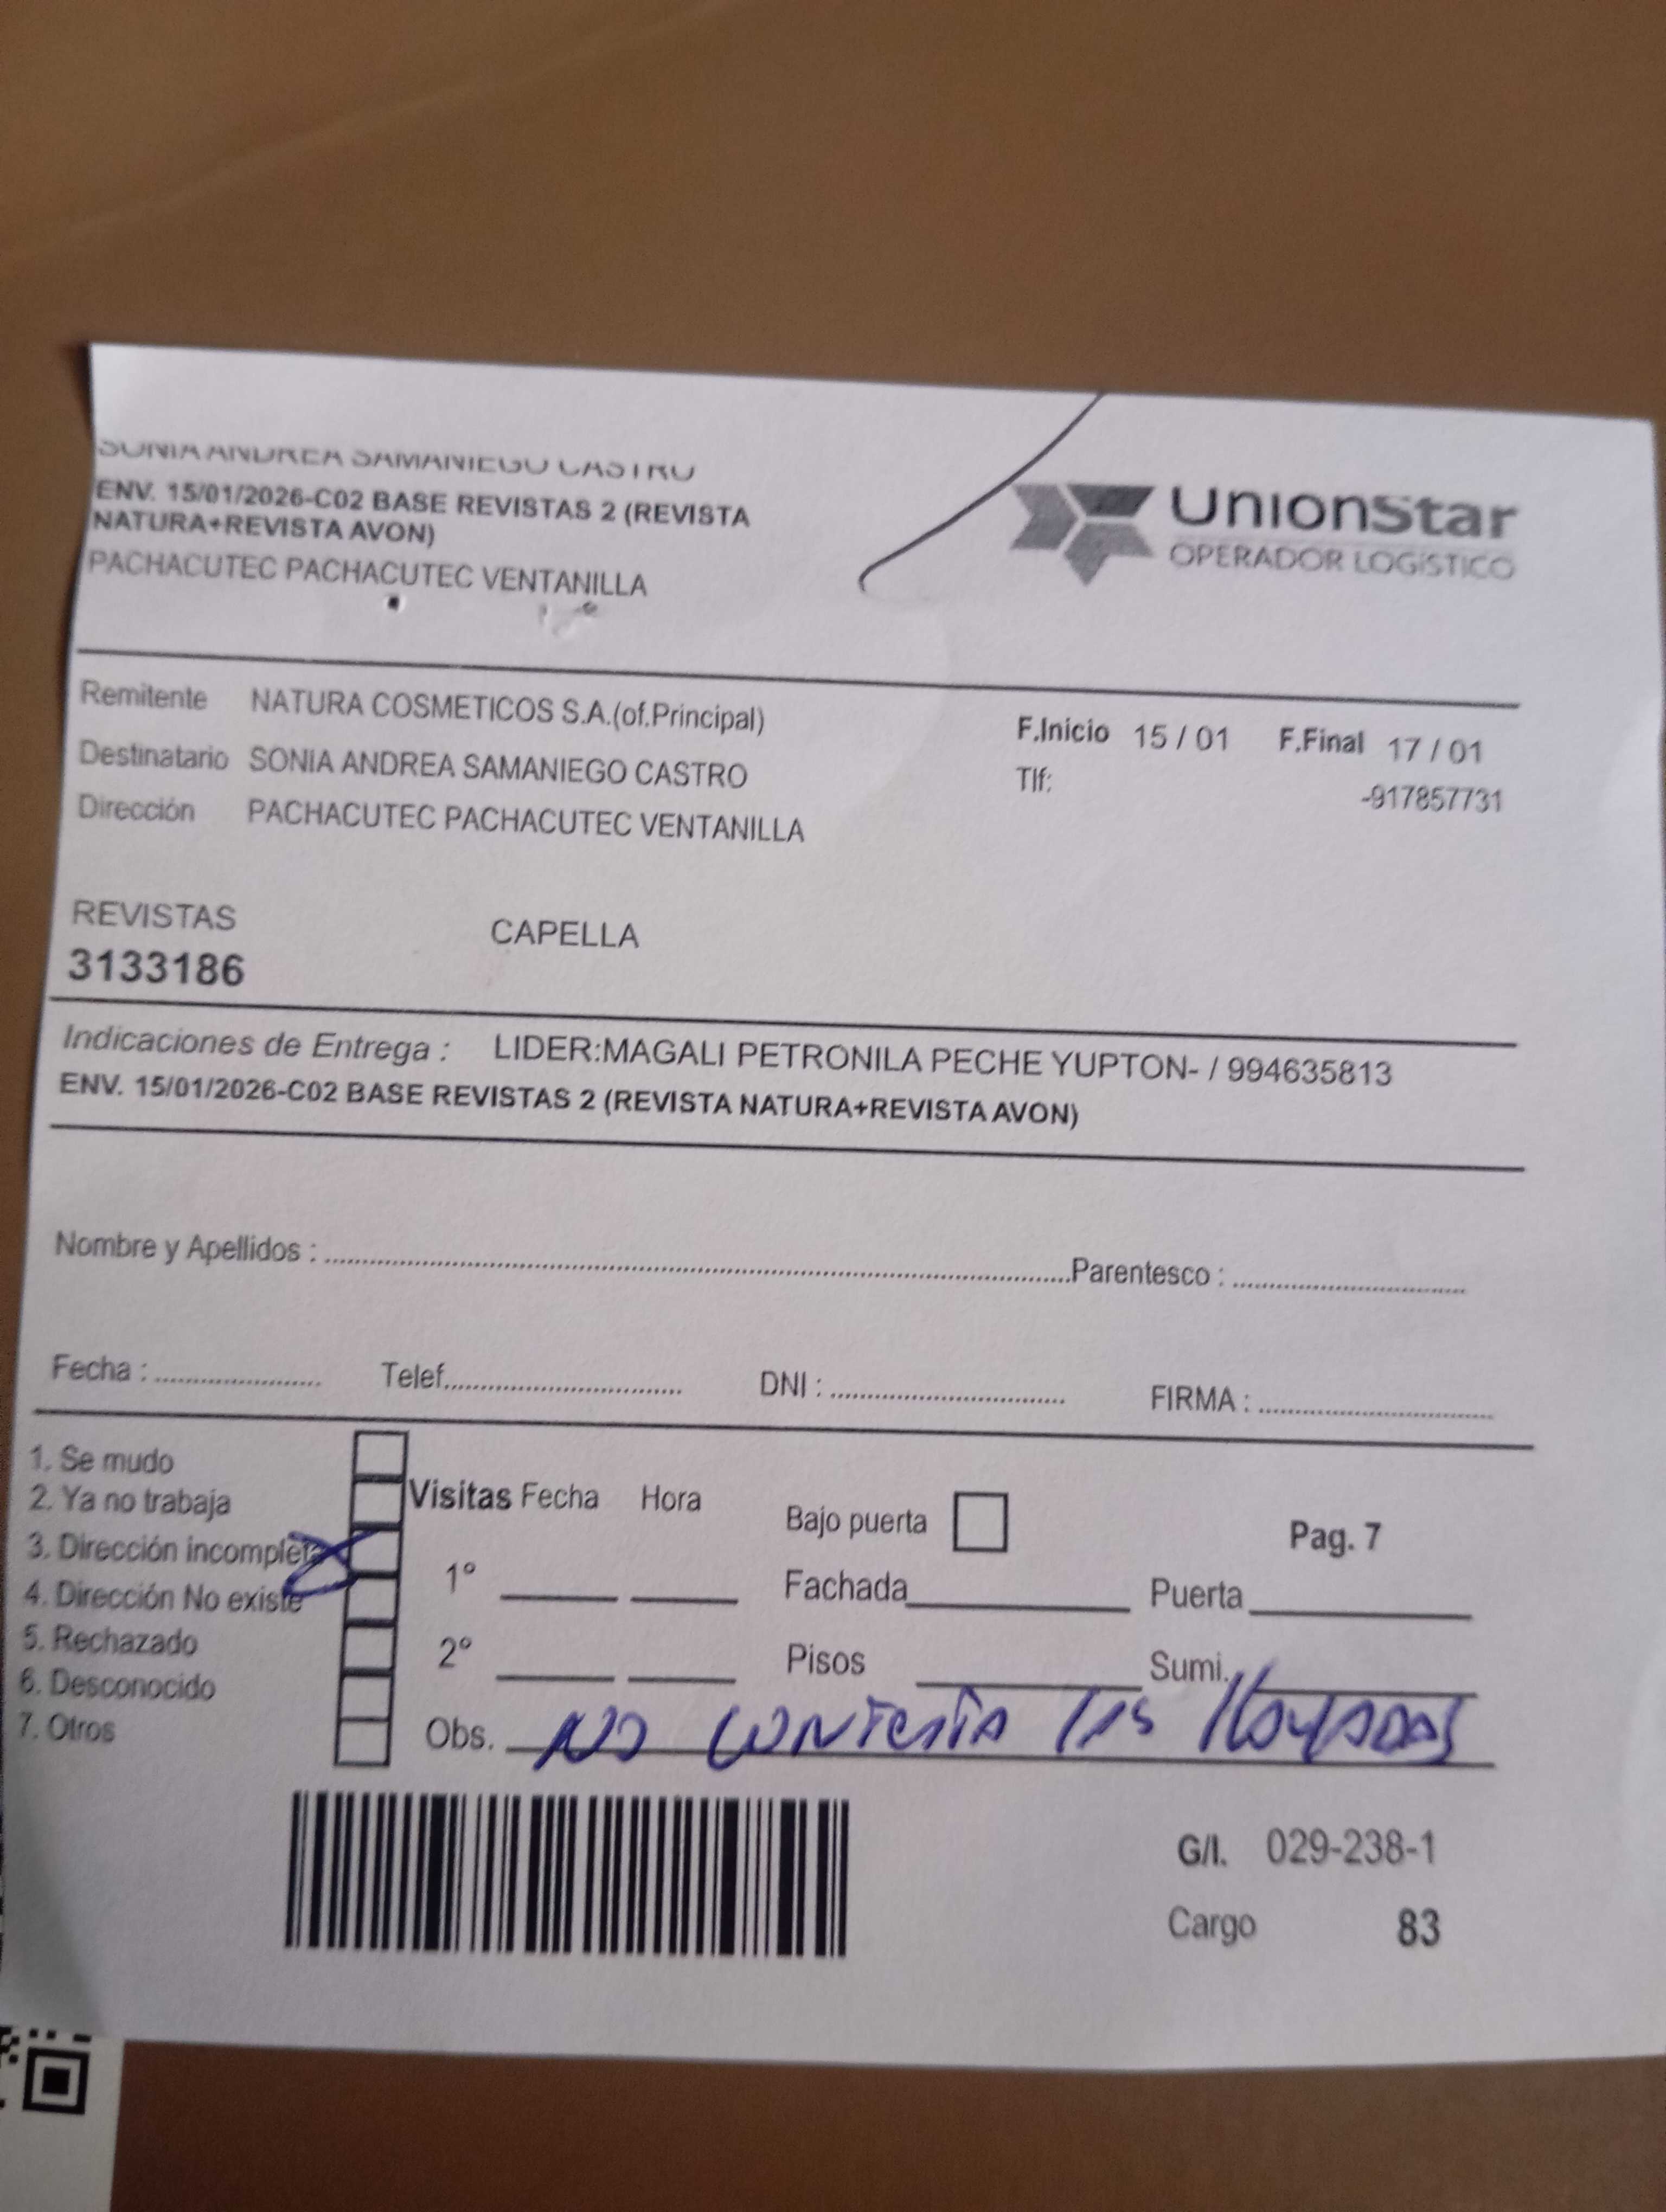 SONIA ANDREA SAMANIEGO CASTRO
ENV. 15/01/2026-C02 BASE REVISTAS 2 (REVISTA
NATURA+REVISTA AVON)
PACHACUTEC PACHACUTEC VENTANILLA
UnionStar
OPERADOR LOGÍSTICO
Remitente NATURA COSMETICOS S.A.(of.Principal)
F.Inicio 15 / 01 F.Final 17 / 01
Destinatario SONIA ANDREA SAMANIEGO CASTRO
Tlf: -917857731
Dirección PACHACUTEC PACHACUTEC VENTANILLA
REVISTAS CAPELLA
3133186
Indicaciones de Entrega : LIDER:MAGALI PETRONILA PECHE YUPTON- / 994635813
ENV. 15/01/2026-C02 BASE REVISTAS 2 (REVISTA NATURA+REVISTA AVON)
Nombre y Apellidos : Parentesco :
Fecha : Telef. DNI : FIRMA :
1. Se mudo
2. Ya no trabaja
3. Dirección incompleta
4. Dirección No existe
5. Rechazado
6. Desconocido
7. Otros
Visitas Fecha Hora
1°
2°
Bajo puerta
Pag. 7
Fachada Puerta
Pisos Sumi.
Obs. NO CONTESTA LAS llamadas
G/I. 029-238-1
Cargo 83